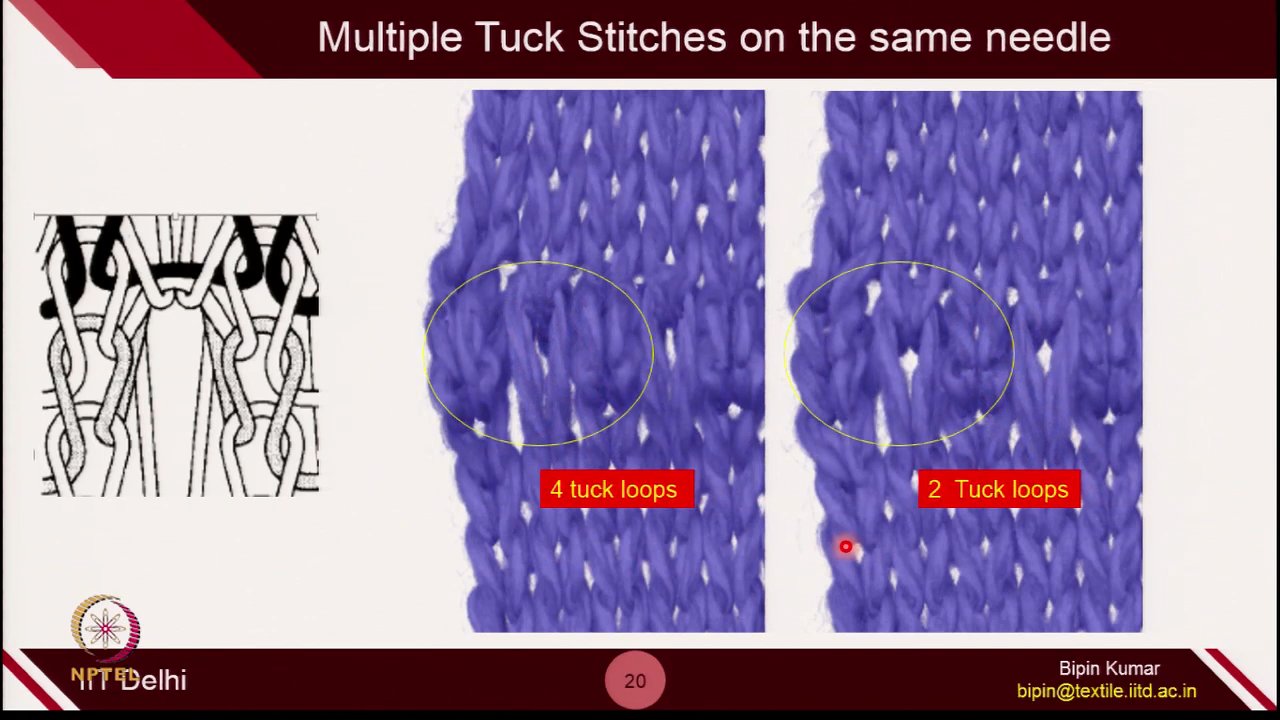 Multiple Tuck Stitches on the same needle
4 tuck loops
2 Tuck loops
NPTEL
IIT Delhi
20
Bipin Kumar
bipin@textile.iitd.ac.in